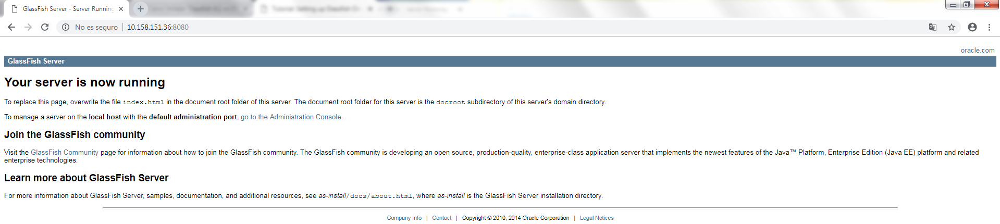 GlassFish Server - Server Running
No es seguro | 10.158.151.36:8080
oracle.com
GlassFish Server
Your server is now running
To replace this page, overwrite the file index.html in the document root folder of this server. The document root folder for this server is the docroot subdirectory of this server's domain directory.
To manage a server on the local host with the default administration port, go to the Administration Console.
Join the GlassFish community
Visit the GlassFish Community page for information about how to join the GlassFish community. The GlassFish community is developing an open source, production-quality, enterprise-class application server that implements the newest features of the Java™ Platform, Enterprise Edition (Java EE) platform and related
enterprise technologies.
Learn more about GlassFish Server
For more information about GlassFish Server, samples, documentation, and additional resources, see as-install/docs/about.html, where as-install is the GlassFish Server installation directory.
Company Info | Contact | Copyright © 2010, 2014 Oracle Corporation | Legal Notices